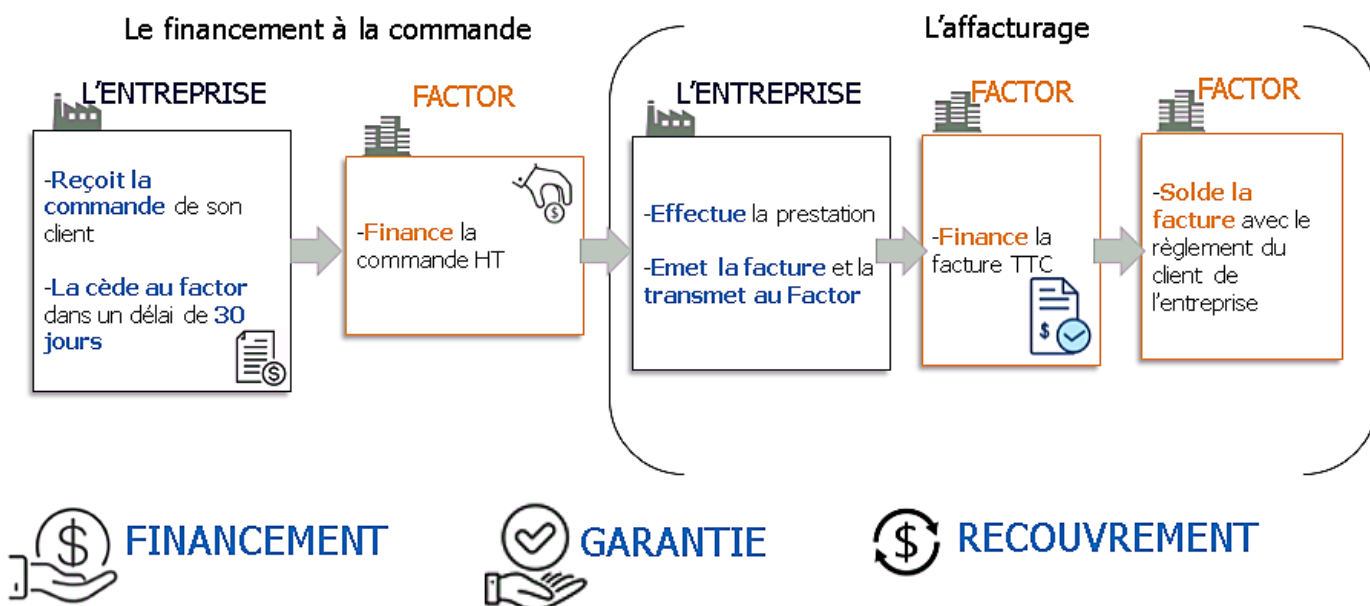 Le financement à la commande
L'affacturage
L'ENTREPRISE
-Reçoit la
commande de son
client
-La cède au factor
dans un délai de 30
jours
FACTOR
-Finance la
commande HT
L'ENTREPRISE
-Effectue la prestation
-Emet la facture et la
transmet au Factor
FACTOR
-Finance la
facture TTC
FACTOR
-Solde la
facture avec le
règlement du
client de
l'entreprise
FINANCEMENT
GARANTIE
RECOUVREMENT